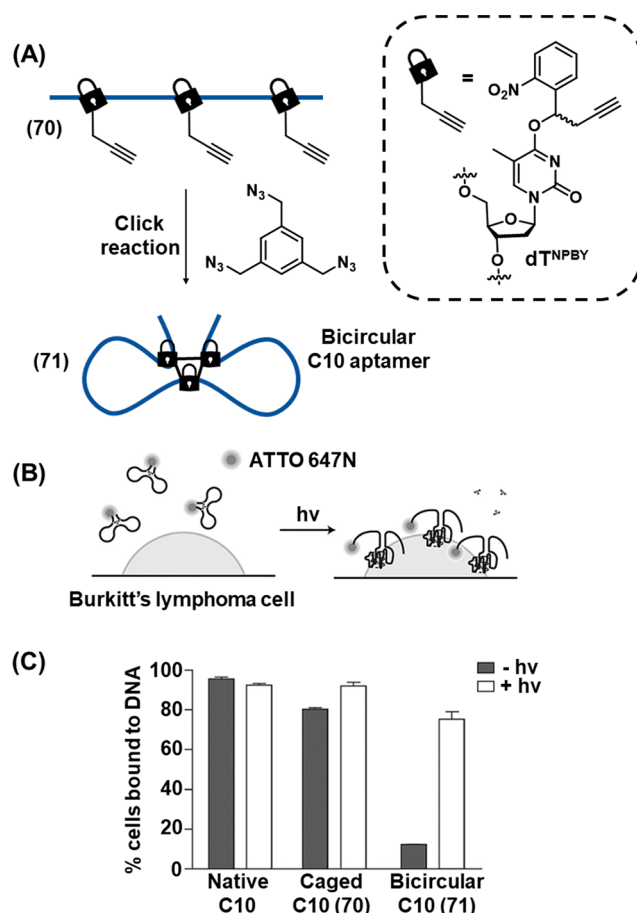 (A)
(70)
Click
reaction
N₃
N₃
N₃
(71)
Bicircular
C10 aptamer
=
O₂N
O
N
N
O
O
O
O
dTᴺᴾᴮʸ
(B)
ATTO 647N
hv
Burkitt's lymphoma cell
(C)
% cells bound to DNA
100
80
60
40
20
0
- hv
+ hv
Native
C10
Caged
C10 (70)
Bicircular
C10 (71)